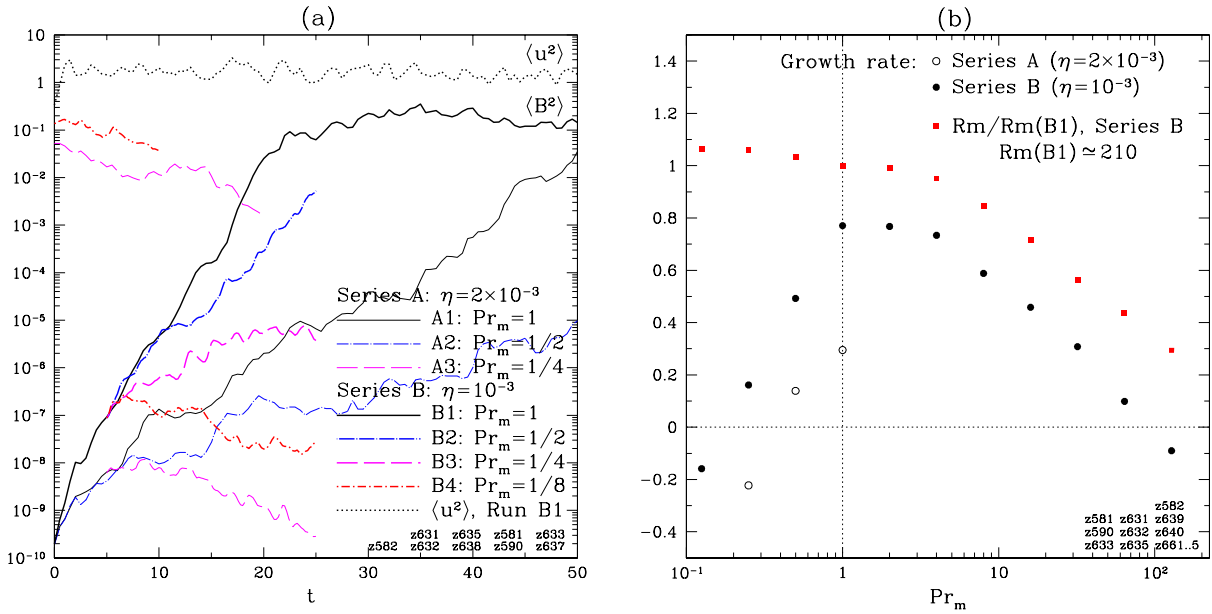 (a)
10
1
10⁻¹
10⁻²
10⁻³
10⁻⁴
10⁻⁵
10⁻⁶
10⁻⁷
10⁻⁸
10⁻⁹
10⁻¹⁰
⟨u²⟩
⟨B²⟩
Series A: η=2×10⁻³
A1: Prₘ=1
A2: Prₘ=1/2
A3: Prₘ=1/4
Series B: η=10⁻³
B1: Prₘ=1
B2: Prₘ=1/2
B3: Prₘ=1/4
B4: Prₘ=1/8
⟨u²⟩, Run B1
z631 z635 z581 z633
z582 z632 z638 z590 z637
0 10 20 30 40 50
t
(b)
1.4
1.2
1
0.8
0.6
0.4
0.2
0
−0.2
−0.4
Growth rate: Series A (η=2×10⁻³)
Series B (η=10⁻³)
Rm/Rm(B1), Series B
Rm(B1)≃210
z582
z581 z631 z639
z590 z632 z640
z633 z635 z661..5
10⁻¹ 1 10 10²
Prₘ